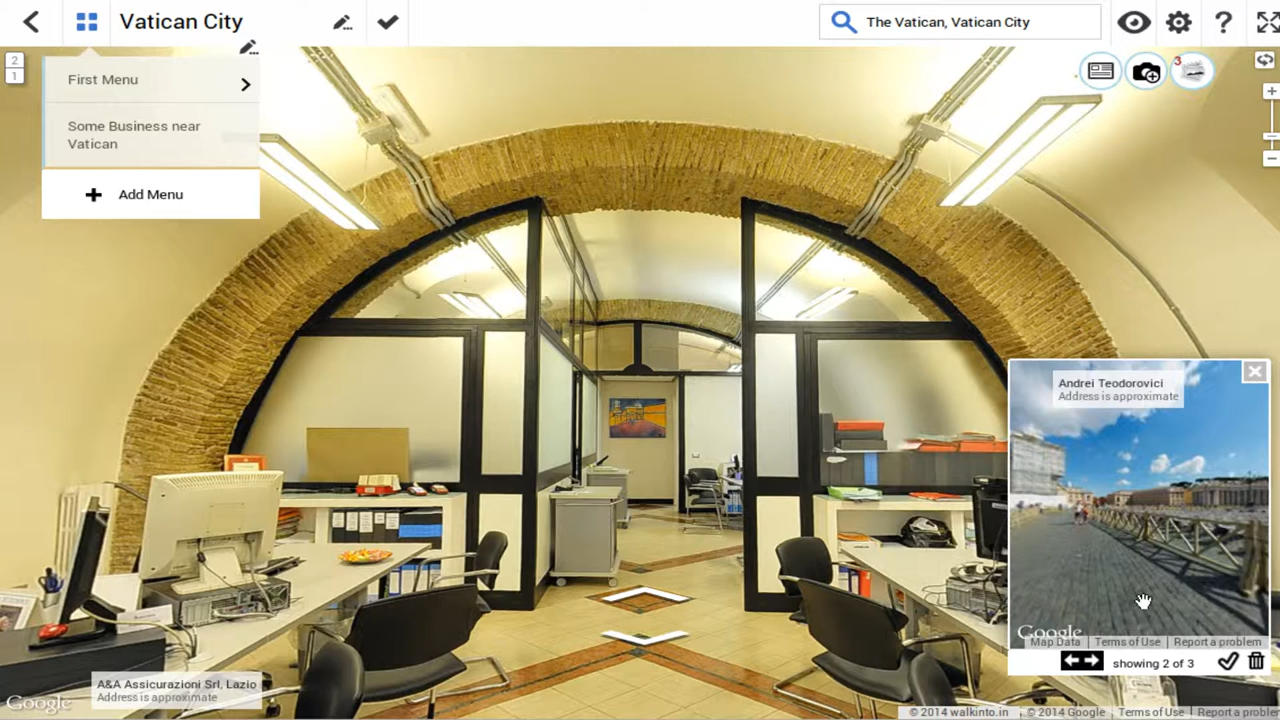 Vatican City
The Vatican, Vatican City
?
2
1
First Menu
Some Business near
Vatican
+ Add Menu
3
+
−
Andrei Teodorovici
Address is approximate
Google
Map Data Terms of Use Report a problem
showing 2 of 3
A&A Assicurazioni Srl, Lazio
Address is approximate
Google
© 2014 walkinto.in © 2014 Google Terms of Use Report a problem